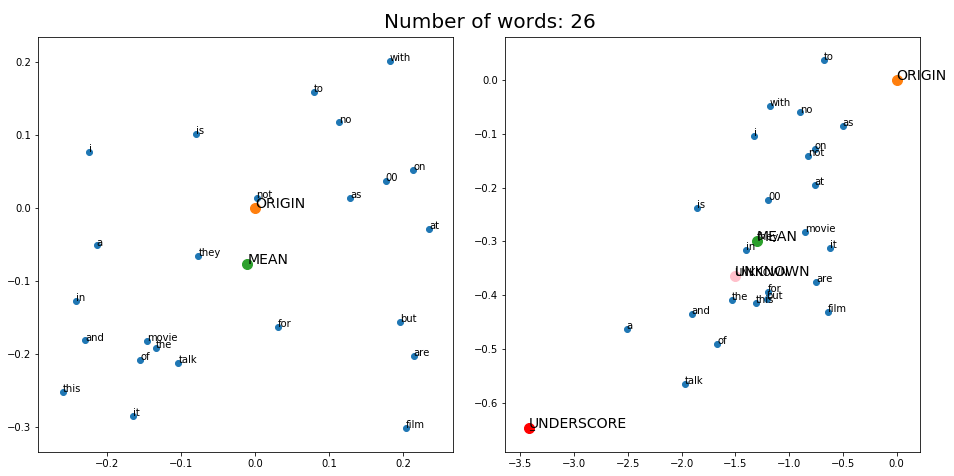 Number of words: 26
0.2
0.1
0.0
−0.1
−0.2
−0.3
−0.2
−0.1
0.0
0.1
0.2
with
to
no
is
i
on
00
not
as
ORIGIN
at
a
they
MEAN
in
for
but
and
movie
the
of
talk
are
this
it
film
0.0
−0.1
−0.2
−0.3
−0.4
−0.5
−0.6
−3.5
−3.0
−2.5
−2.0
−1.5
−1.0
−0.5
0.0
to
ORIGIN
with
no
as
i
on
not
at
00
is
movie
MEAN
they
in
it
UNKNOWN
are
for
but
the
this
film
and
a
of
talk
UNDERSCORE